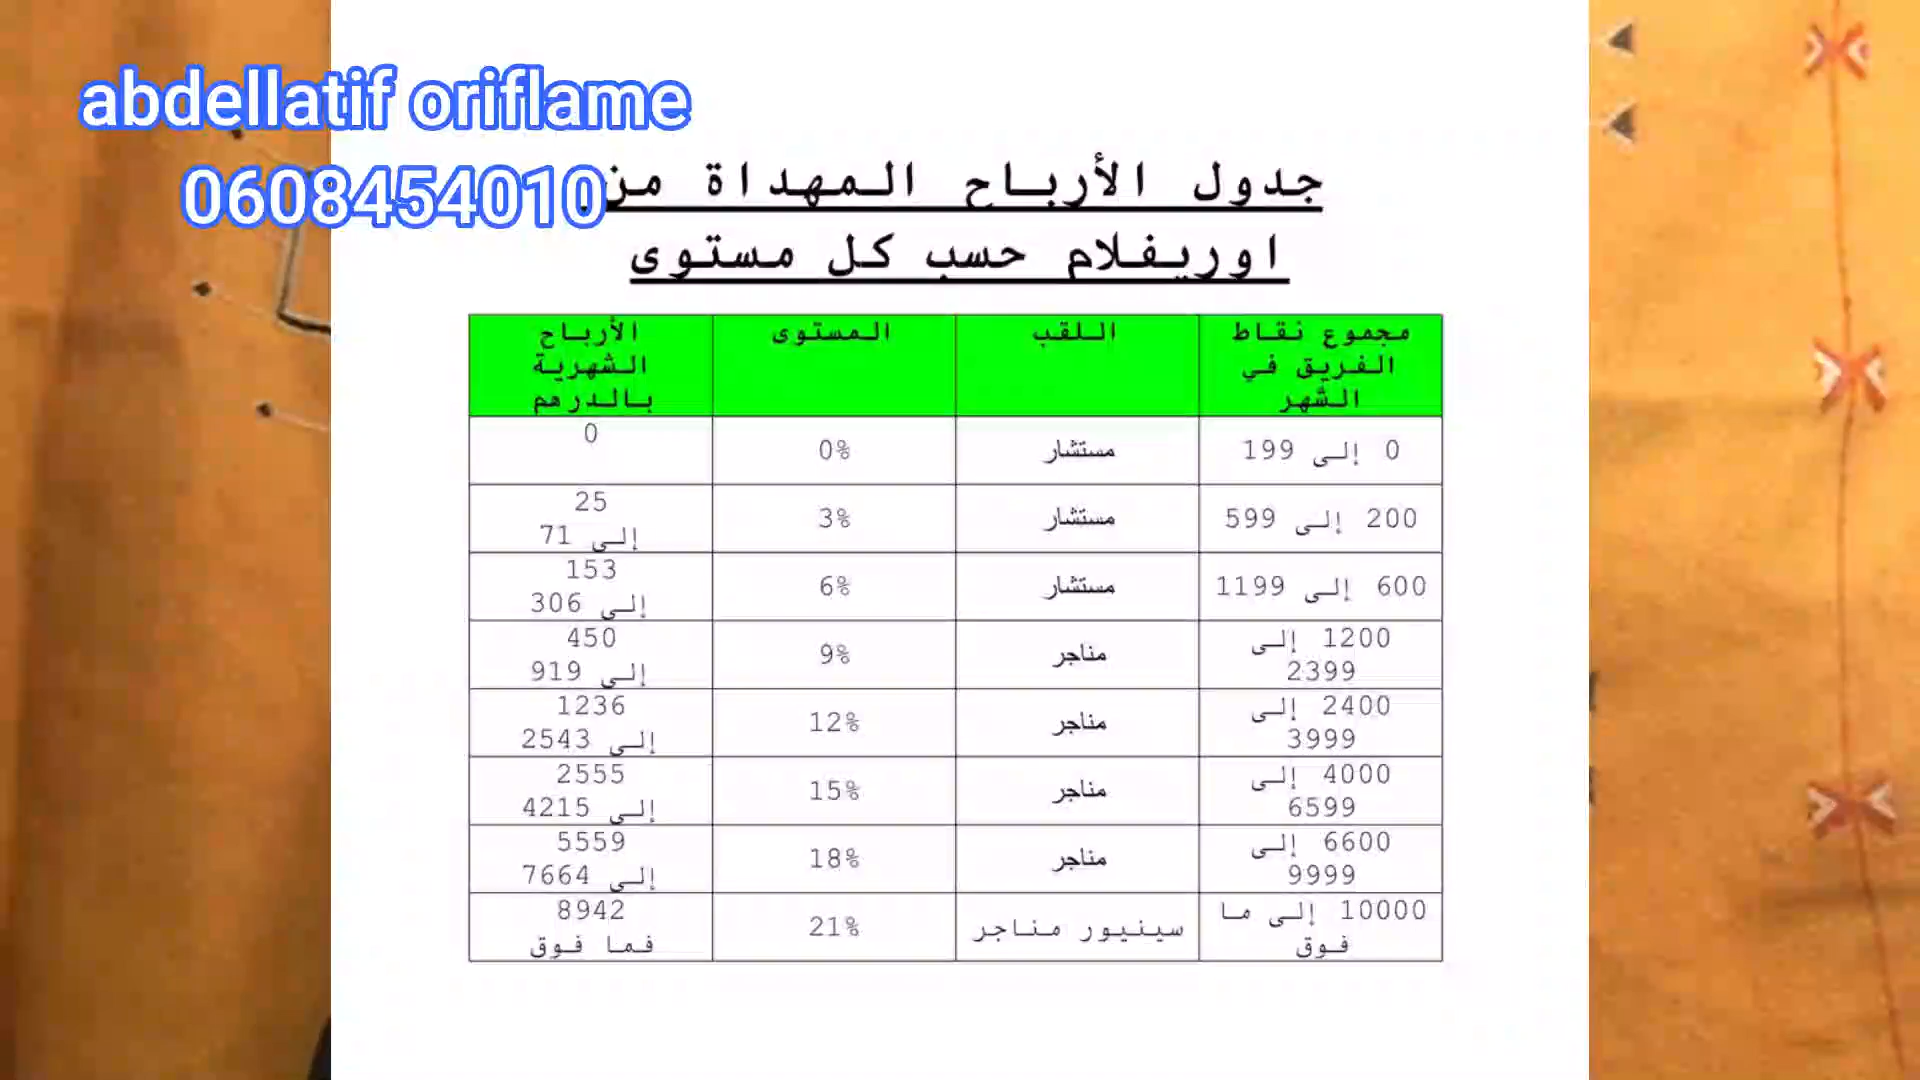 abdellatif oriflame
0608454010
جدول الأرباح المهداة من
اوريفلام حسب كل مستوى
مجموع نقاط الفريق في الشهر | اللقب | المستوى | الأرباح الشهرية بالدرهم
0 إلى 199 | مستشار | 0% | 0
200 إلى 599 | مستشار | 3% | 25 إلى 71
600 إلى 1199 | مستشار | 6% | 153 إلى 306
1200 إلى 2399 | مناجر | 9% | 450 إلى 919
2400 إلى 3999 | مناجر | 12% | 1236 إلى 2543
4000 إلى 6599 | مناجر | 15% | 2555 إلى 4215
6600 إلى 9999 | مناجر | 18% | 5559 إلى 7664
10000 إلى ما فوق | سينيور مناجر | 21% | 8942 فما فوق